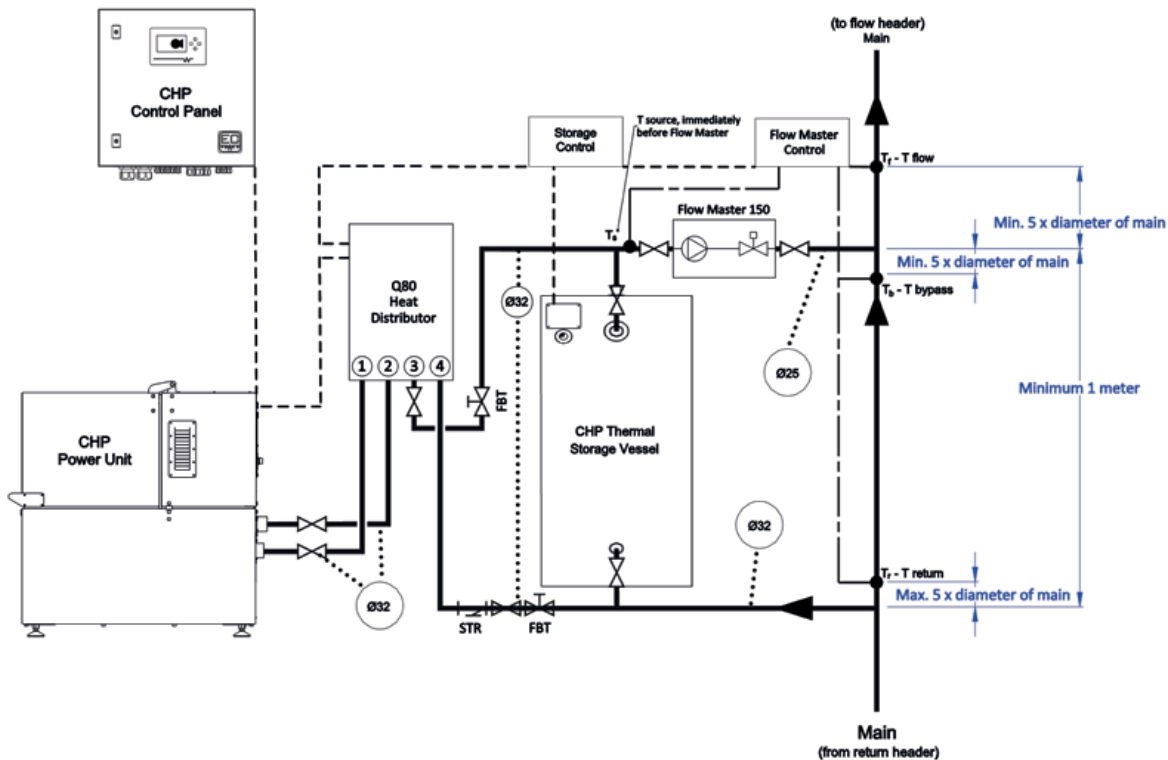 (to flow header)
Main
CHP
Control Panel
T source, immediately
before Flow Master
Storage
Control
Flow Master
Control
Tf - T flow
Min. 5 x diameter of main
Flow Master 150
Ts
Min. 5 x diameter of main
Tb - T bypass
Q80
Heat
Distributor
Ø32
1 2 3 4
Ø25
Minimum 1 meter
FBT
CHP
Power Unit
CHP Thermal
Storage Vessel
Ø32
Tr - T return
Max. 5 x diameter of main
Ø32
STR
FBT
Main
(from return header)